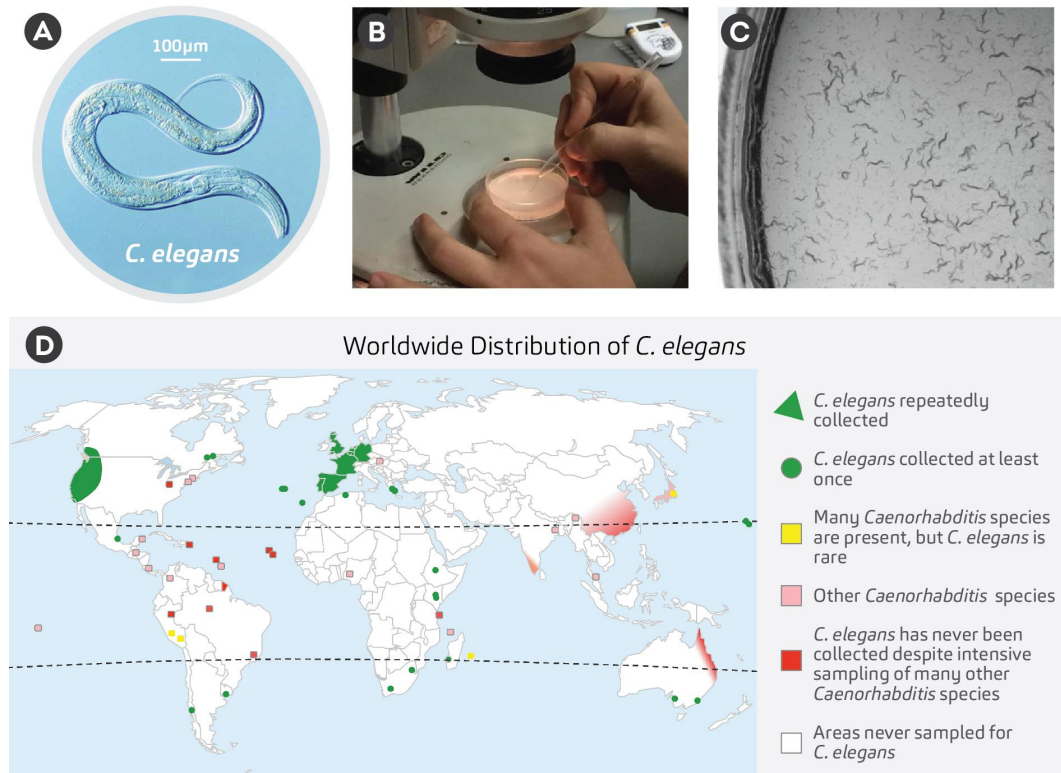 A
100µm
C. elegans
B
C
D
Worldwide Distribution of C. elegans
C. elegans repeatedly
collected
C. elegans collected at least
once
Many Caenorhabditis species
are present, but C. elegans is
rare
Other Caenorhabditis species
C. elegans has never been
collected despite intensive
sampling of many other
Caenorhabditis species
Areas never sampled for
C. elegans